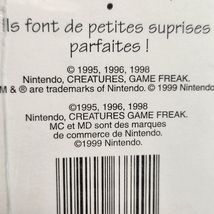 Ils font de petites suprises
parfaites !
© 1995, 1996, 1998
Nintendo, CREATURES, GAME FREAK.
M & ® are trademarks of Nintendo. © 1999 Nintendo
©1995, 1996, 1998
Nintendo, CREATURES, GAME FREAK.
MC et MD sont des marques
de commerce de Nintendo.
©1999 Nintendo.